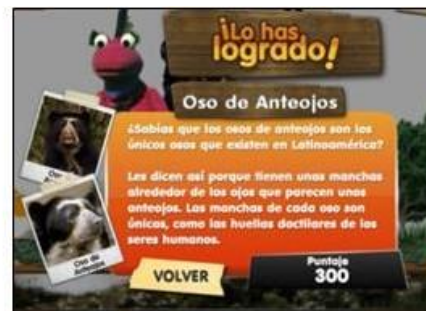 ¡Lo has
logrado!
Oso de Anteojos
¿Sabías que los osos de anteojos son los
únicos osos que existen en Latinoamérica?
Les dicen así porque tienen unas manchas
alrededor de los ojos que parecen unos
anteojos. Las manchas de cada oso son
únicas, como las huellas dactilares de los
seres humanos.
Oso de
Anteojos
VOLVER
Puntaje
300